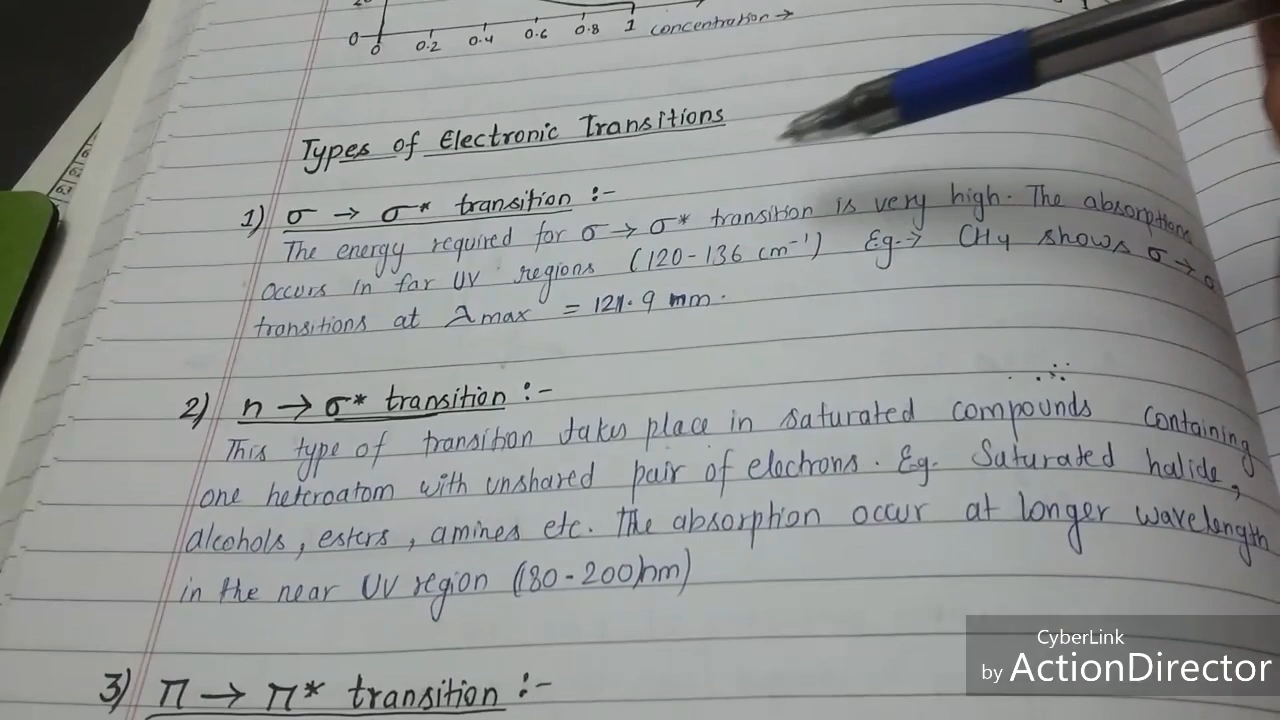 0
0 0.2 0.4 0.6 0.8 1 concentration →
Types of Electronic Transitions
1) σ → σ* transition :-
The energy required for σ → σ* transition is very high. The absorptions
occurs in far UV regions (120-136 cm⁻¹) Eg→ CH4 shows σ → σ
transitions at λmax = 121.9 mm.
2) n → σ* transition :-
This type of transition takes place in saturated compounds containing
one hetroatom with unshared pair of electrons. Eg. Saturated halide,
alcohols, esters, amines etc. The absorption occur at longer wavelength
in the near UV region (180-200)nm)
3) π → π* transition :-
CyberLink
by ActionDirector